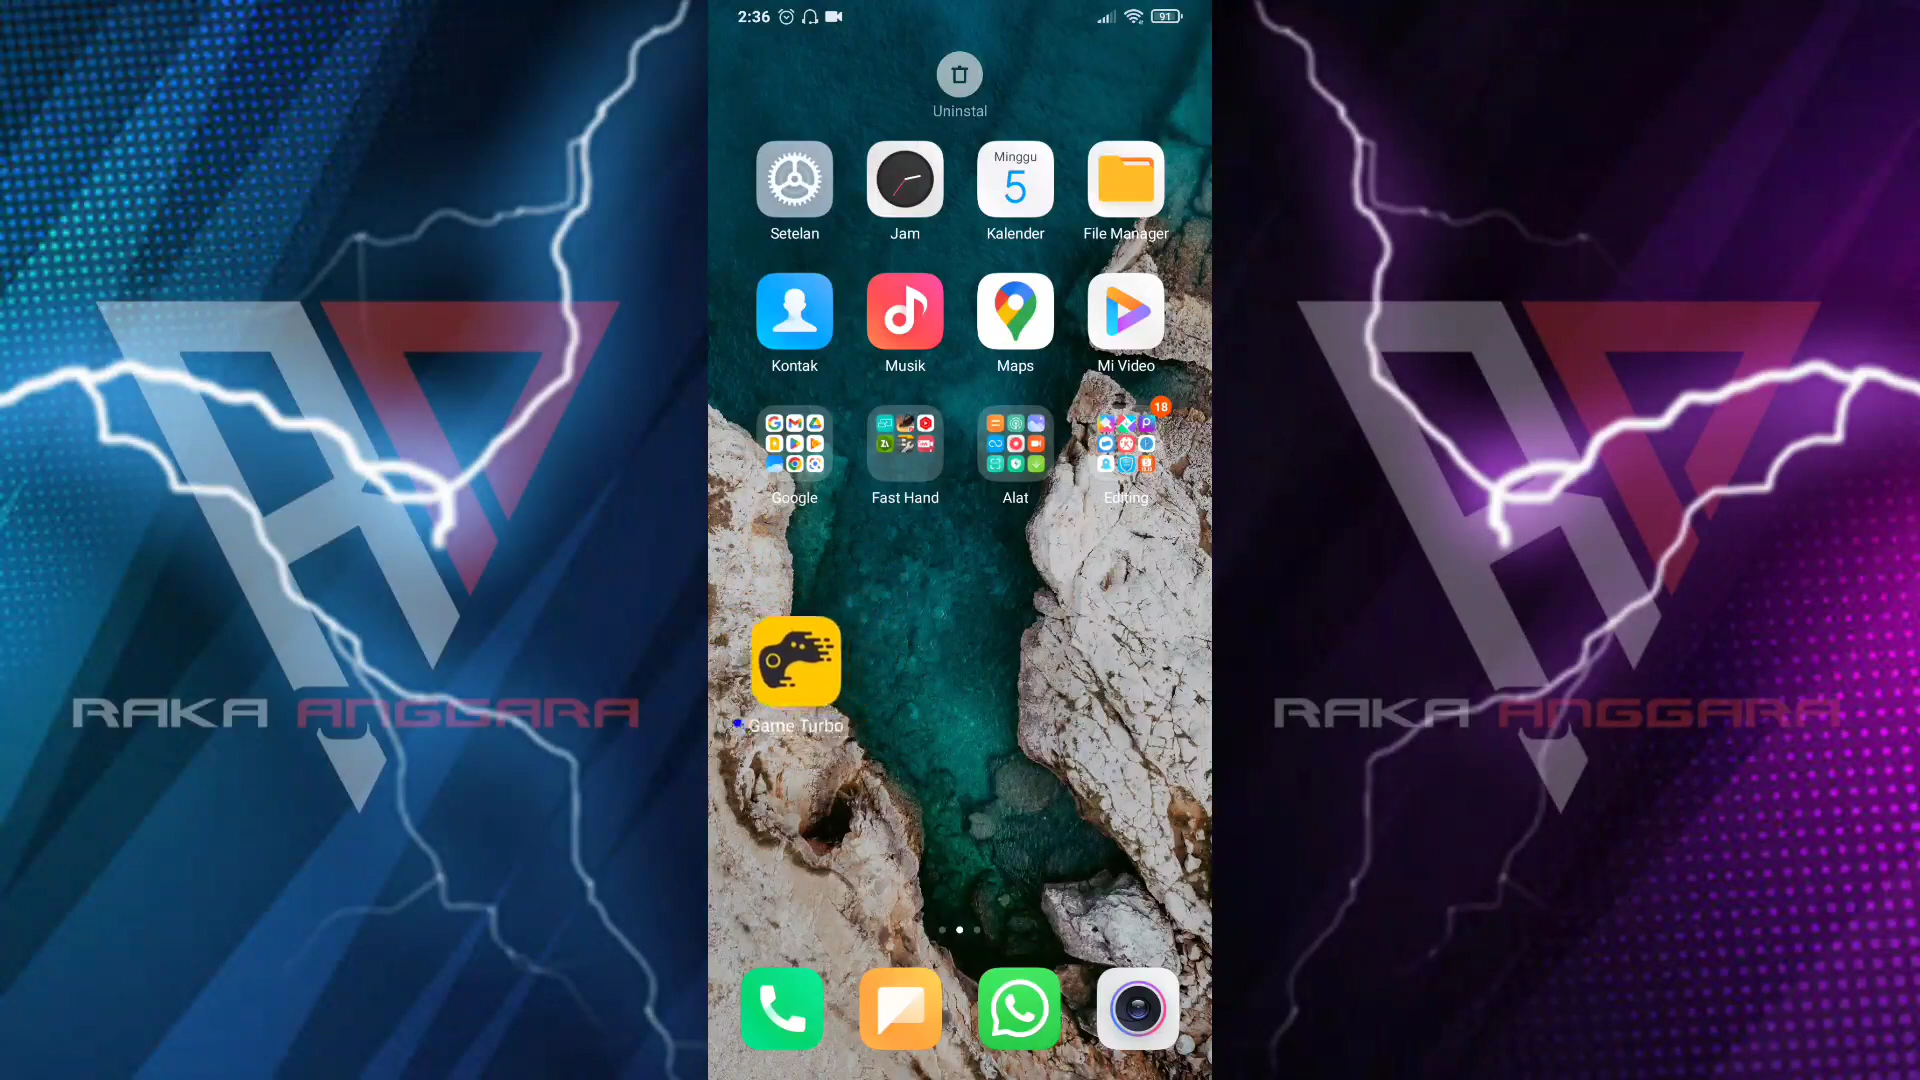 2:36
91
Uninstal
Minggu
5
Setelan
Jam
Kalender
File Manager
Kontak
Musik
Maps
Mi Video
18
Google
Fast Hand
Alat
Editing
Game Turbo
RAKA ANGGARA
RAKA ANGGARA